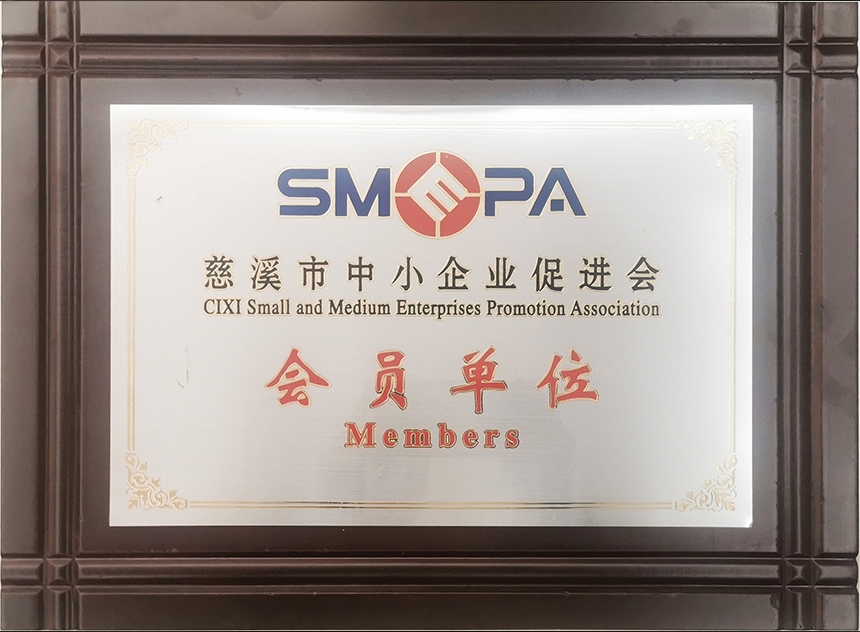 SMEPA
慈溪市中小企业促进会
CIXI Small and Medium Enterprises Promotion Association
会员单位
Members